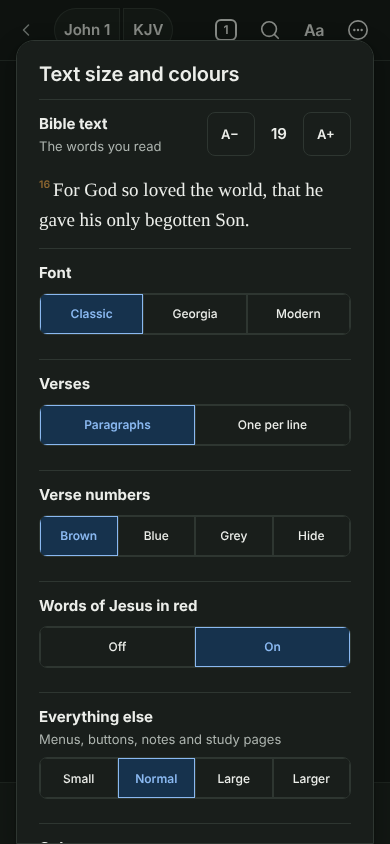 John 1 KJV 1 Aa
Text size and colours
Bible text
The words you read
A− 19 A+
16 For God so loved the world, that he
gave his only begotten Son.
Font
Classic Georgia Modern
Verses
Paragraphs One per line
Verse numbers
Brown Blue Grey Hide
Words of Jesus in red
Off On
Everything else
Menus, buttons, notes and study pages
Small Normal Large Larger